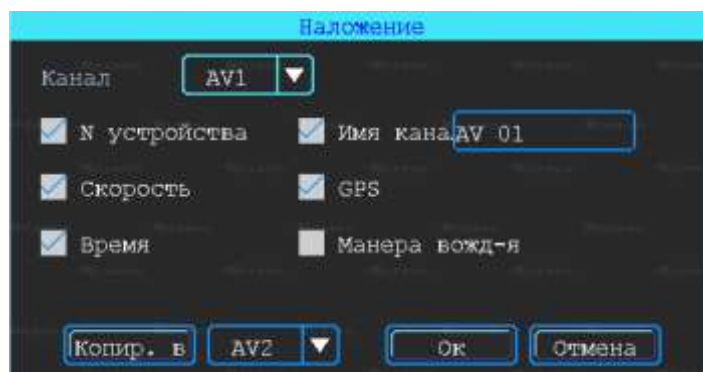 Наложение
Канал AV1
N устройства Имя кана AV 01
Скорость GPS
Время Манера вожд-я
Копир. в AV2 Ок Отмена